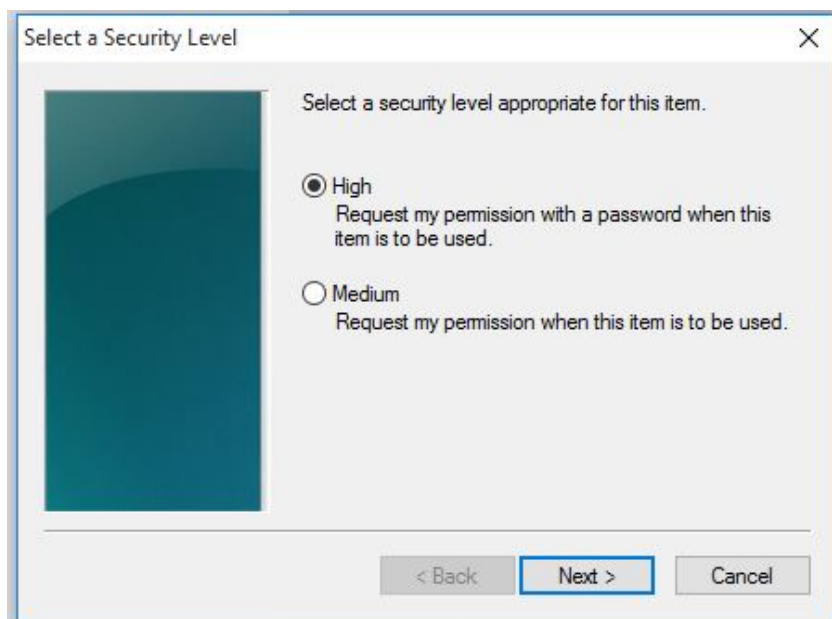 Select a Security Level
Select a security level appropriate for this item.
High
Request my permission with a password when this
item is to be used.
Medium
Request my permission when this item is to be used.
< Back
Next >
Cancel